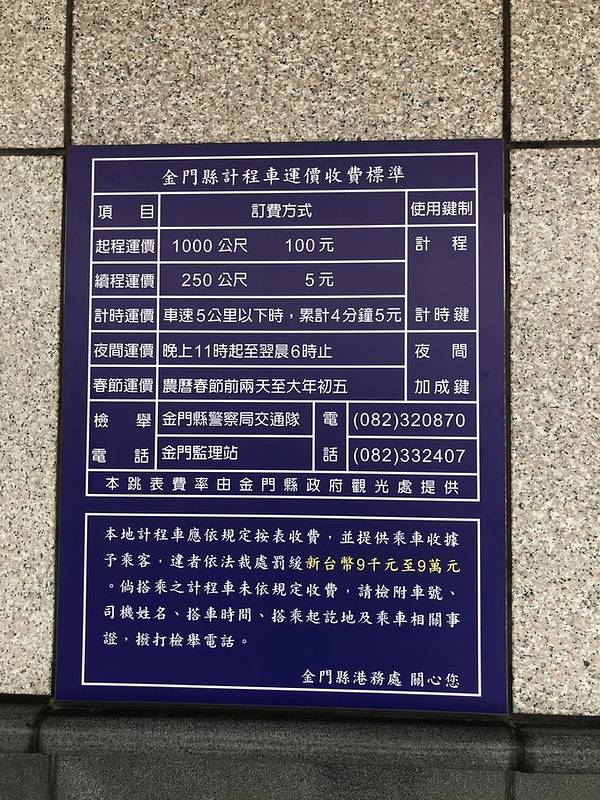 金門縣計程車運價收費標準
項 目 訂費方式 使用鍵制
起程運價 1000 公尺 100 元 計 程
續程運價 250 公尺 5 元
計時運價 車速5公里以下時，累計4分鐘5元 計時鍵
夜間運價 晚上11時起至翌晨6時止 夜 間
春節運價 農曆春節前兩天至大年初五 加成鍵
檢 舉 金門縣警察局交通隊 電 (082)320870
電 話 金門監理站 話 (082)332407
本跳表費率由金門縣政府觀光處提供
本地計程車應依規定按表收費，並提供乘車收據
予乘客，違者依法裁處罰緩新台幣9千元至9萬元
。倘搭乘之計程車未依規定收費，請檢附車號、
司機姓名、搭車時間、搭乘起訖地及乘車相關事
證，撥打檢舉電話。
金門縣港務處 關心您